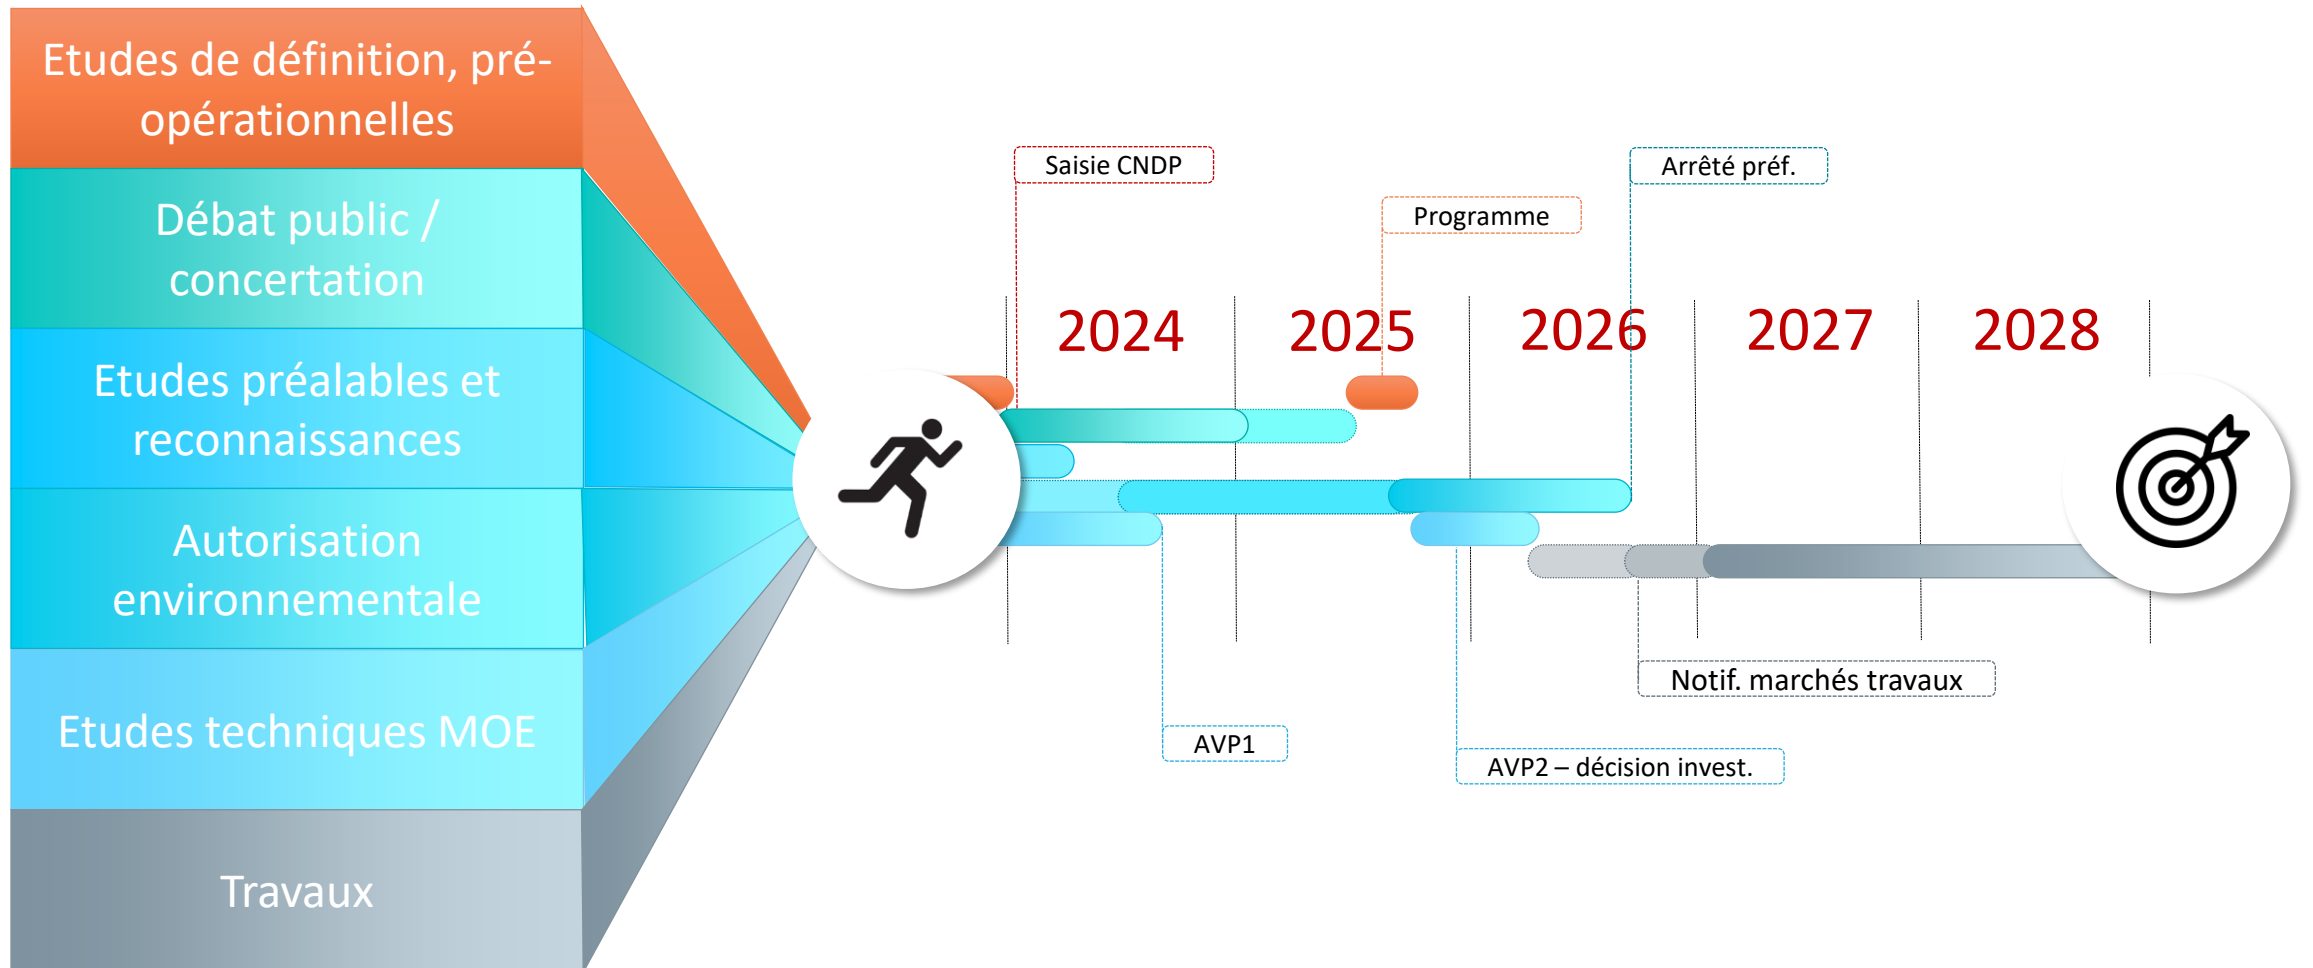 Etudes de définition, pré-
opérationnelles
Débat public /
concertation
Etudes préalables et
reconnaissances
Autorisation
environnementale
Etudes techniques MOE
Travaux
Saisie CNDP
Arrêté préf.
Programme
2024
2025
2026
2027
2028
Notif. marchés travaux
AVP1
AVP2 – décision invest.